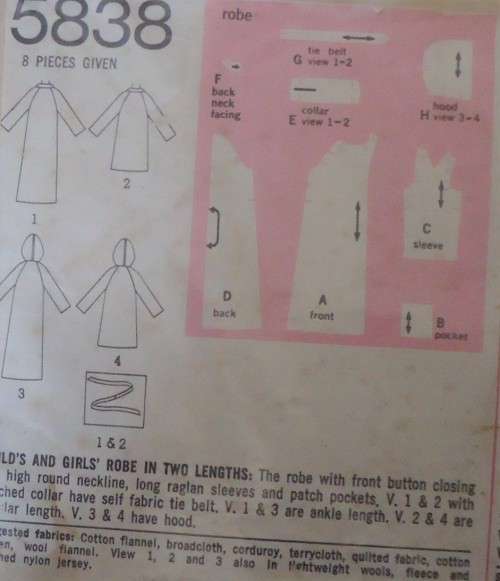 5838
8 PIECES GIVEN
robe
tie belt
G view 1-2
F
back
neck
facing
collar
E view 1-2
hood
H view 3-4
1
2
C
sleeve
D
back
A
front
B
pocket
3
4
1 & 2
ILD'S AND GIRLS' ROBE IN TWO LENGTHS: The robe with front button closing
high round neckline, long raglan sleeves and patch pockets. V. 1 & 2 with
ched collar have self fabric tie belt. V. 1 & 3 are ankle length. V. 2 & 4 are
lar length. V. 3 & 4 have hood.
ested fabrics: Cotton flannel, broadcloth, corduroy, terrycloth, quilted fabric, cotton
en, wool flannel. View 1, 2 and 3 also in lightweight wools, fleece and
hed nylon jersey.